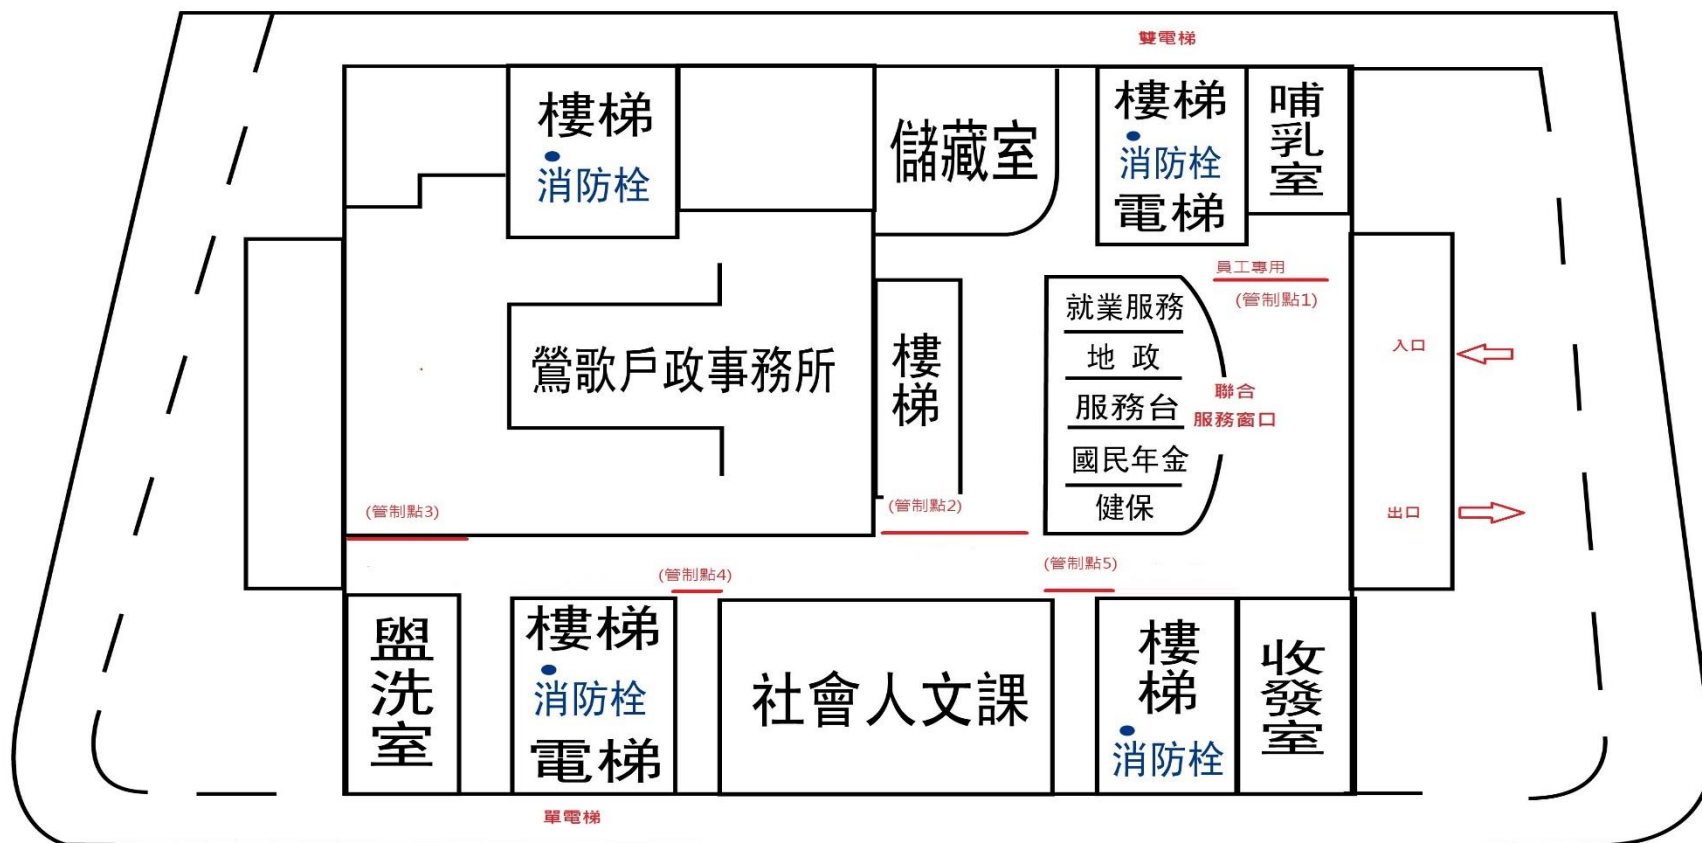 雙電梯
樓梯
消防栓
儲藏室
樓梯
消防栓
電梯
哺乳室
員工專用
(管制點1)
鶯歌戶政事務所
樓梯
就業服務
地 政
服務台
國民年金
健保
聯合
服務窗口
入口
出口
(管制點3)
(管制點2)
(管制點4)
(管制點5)
盥洗室
樓梯
消防栓
電梯
社會人文課
樓梯
消防栓
收發室
單電梯